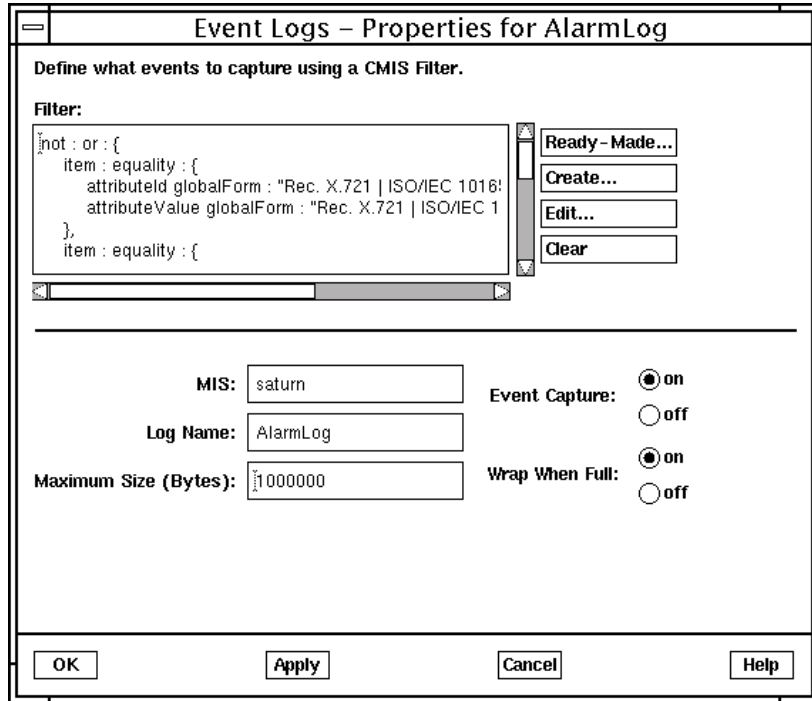 Event Logs – Properties for AlarmLog
Define what events to capture using a CMIS Filter.
Filter:
not : or : {
item : equality : {
attributeId globalForm : "Rec. X.721 | ISO/IEC 1016
attributeValue globalForm : "Rec. X.721 | ISO/IEC 1
},
item : equality : {
Ready-Made...
Create...
Edit...
Clear
MIS: saturn
Log Name: AlarmLog
Maximum Size (Bytes): 1000000
Event Capture:
on
off
Wrap When Full:
on
off
OK Apply Cancel Help